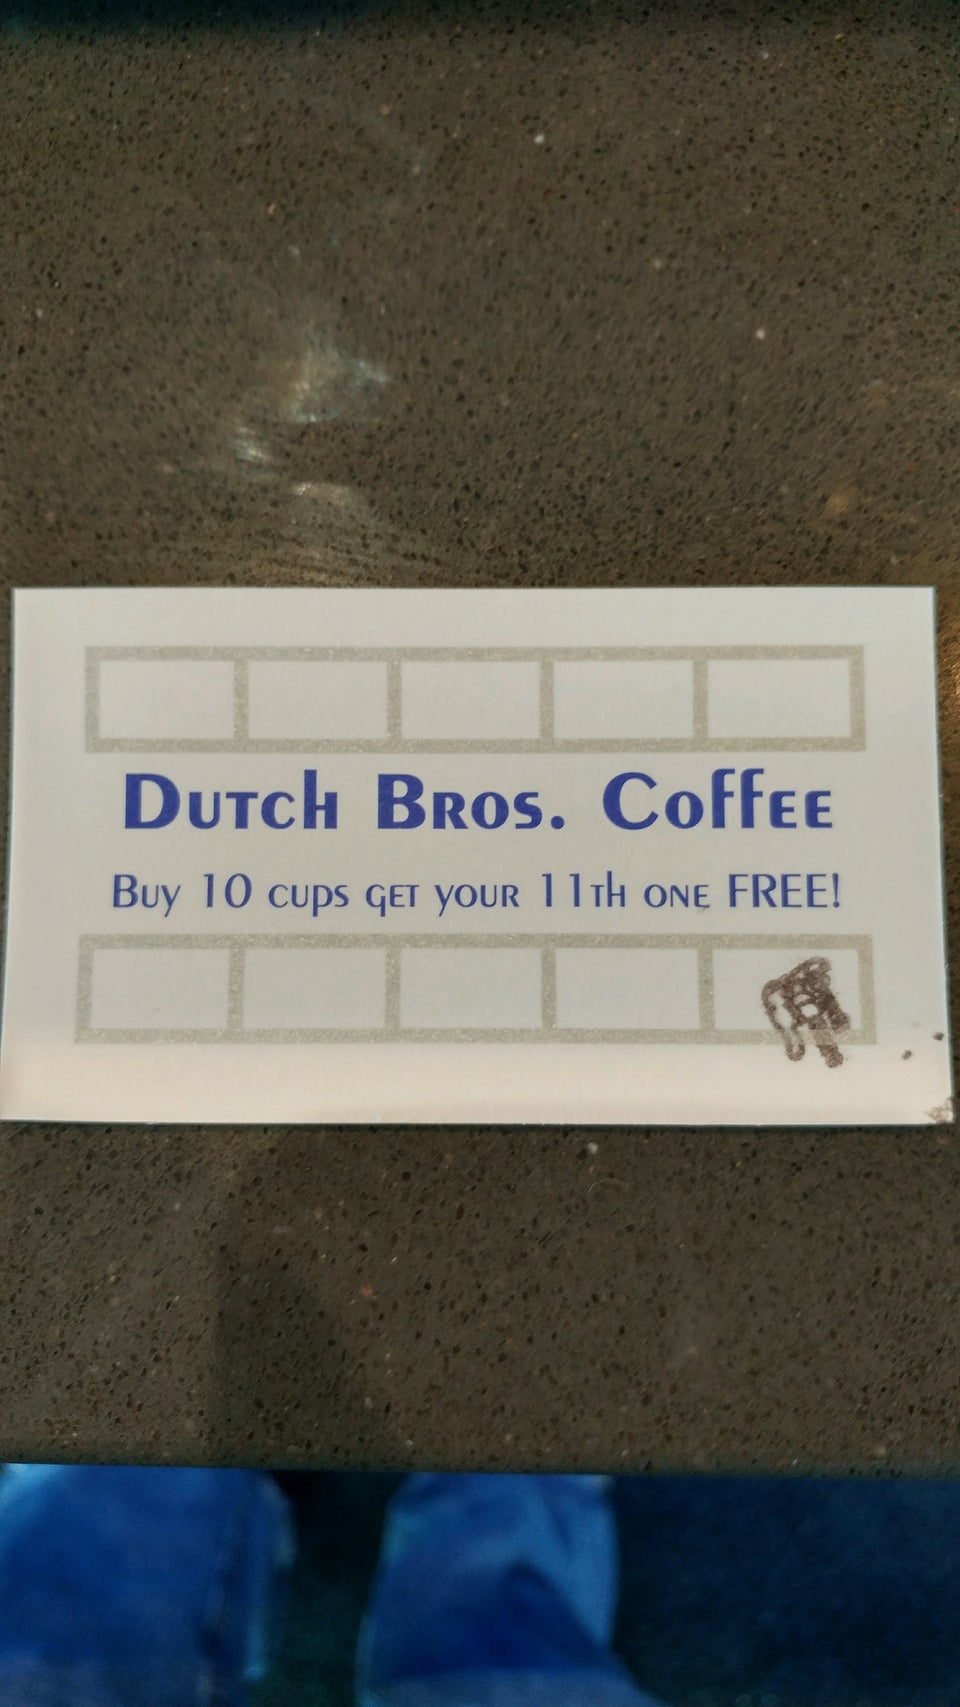 Dutch Bros. Coffee
Buy 10 cups get your 11th one FREE!